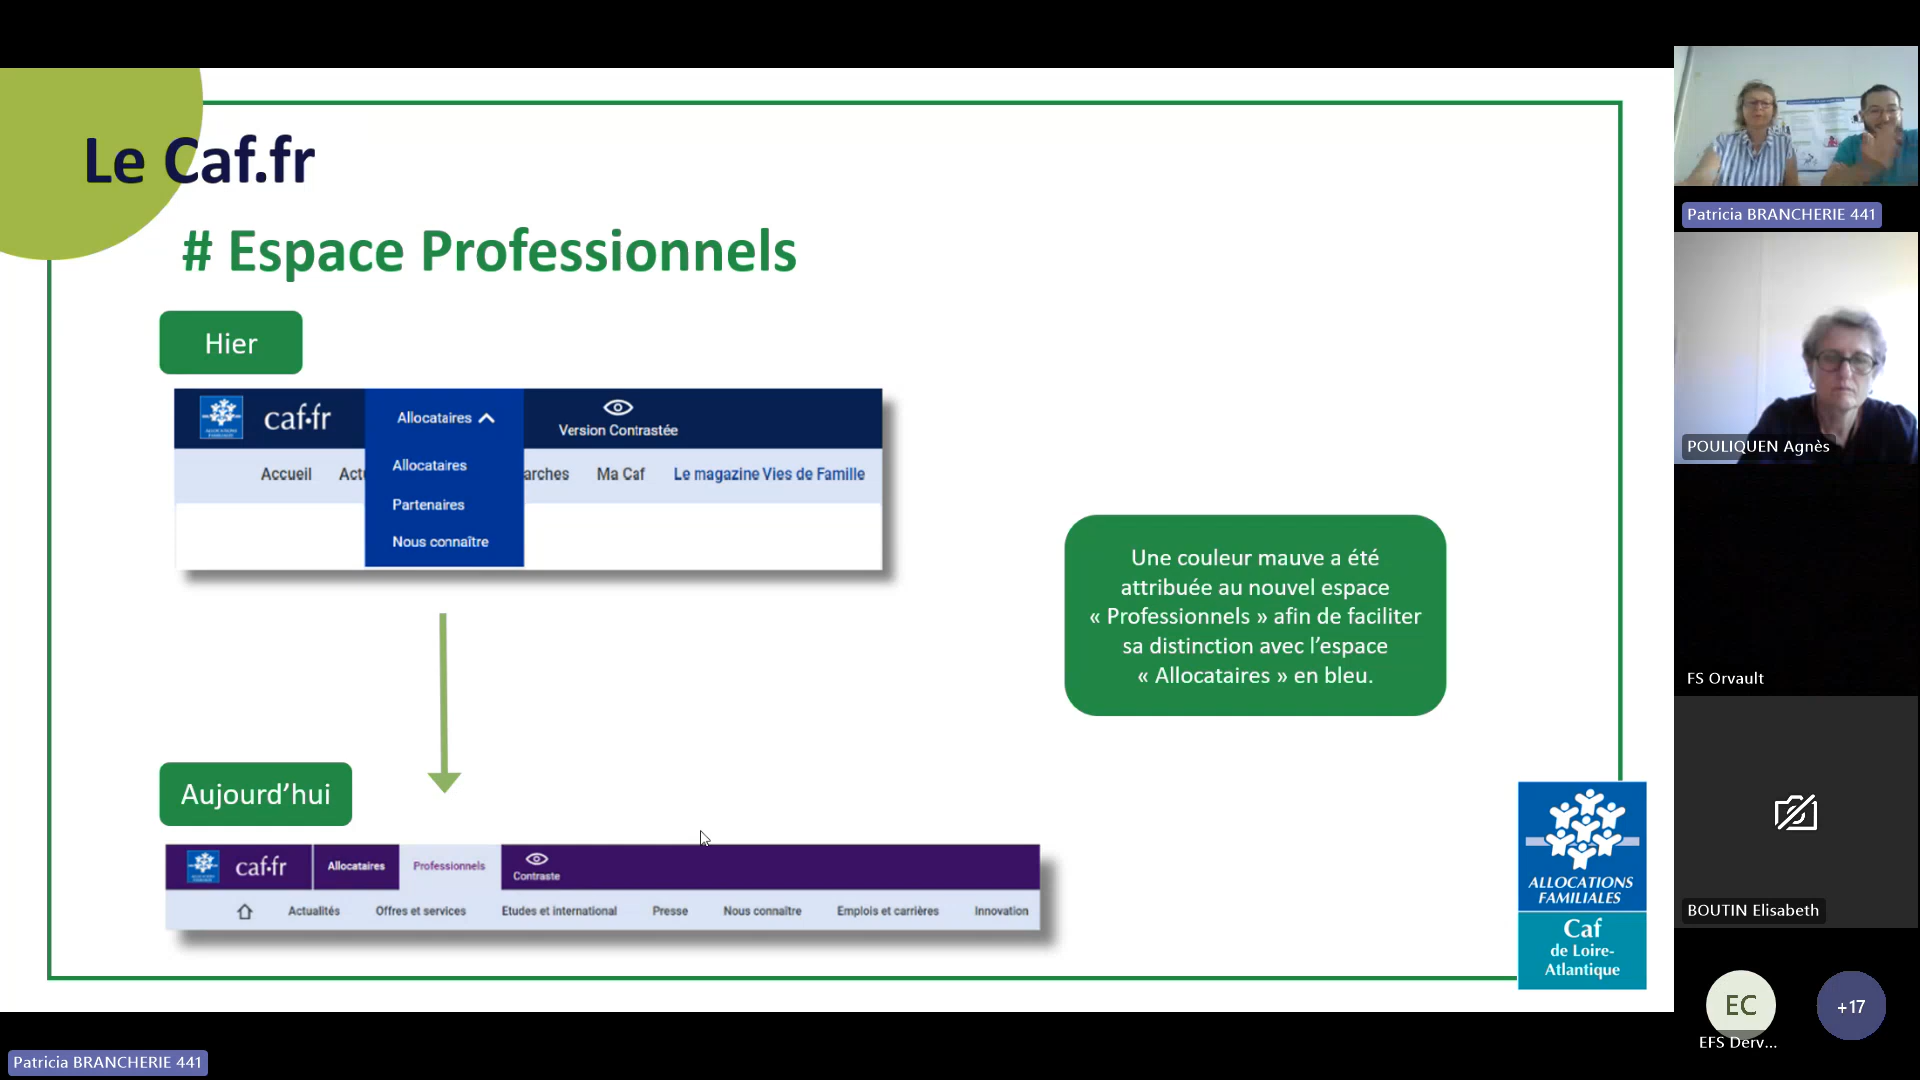 Le Caf.fr
# Espace Professionnels
Hier
ALLOCATIONS
caf.fr
Allocataires
Version Contrastée
Accueil
Actu
arches
Ma Caf
Le magazine Vies de Famille
Allocataires
Partenaires
Nous connaître
Une couleur mauve a été
attribuée au nouvel espace
« Professionnels » afin de faciliter
sa distinction avec l’espace
« Allocataires » en bleu.
Aujourd’hui
caf.fr
Allocataires
Professionnels
Contraste
Actualités
Offres et services
Etudes et international
Presse
Nous connaître
Emplois et carrières
Innovation
ALLOCATIONS
FAMILIALES
Caf
de Loire-
Atlantique
Patricia BRANCHERIE 441
POULIQUEN Agnès
FS Orvault
BOUTIN Elisabeth
EC
EFS Derv...
+17
Patricia BRANCHERIE 441